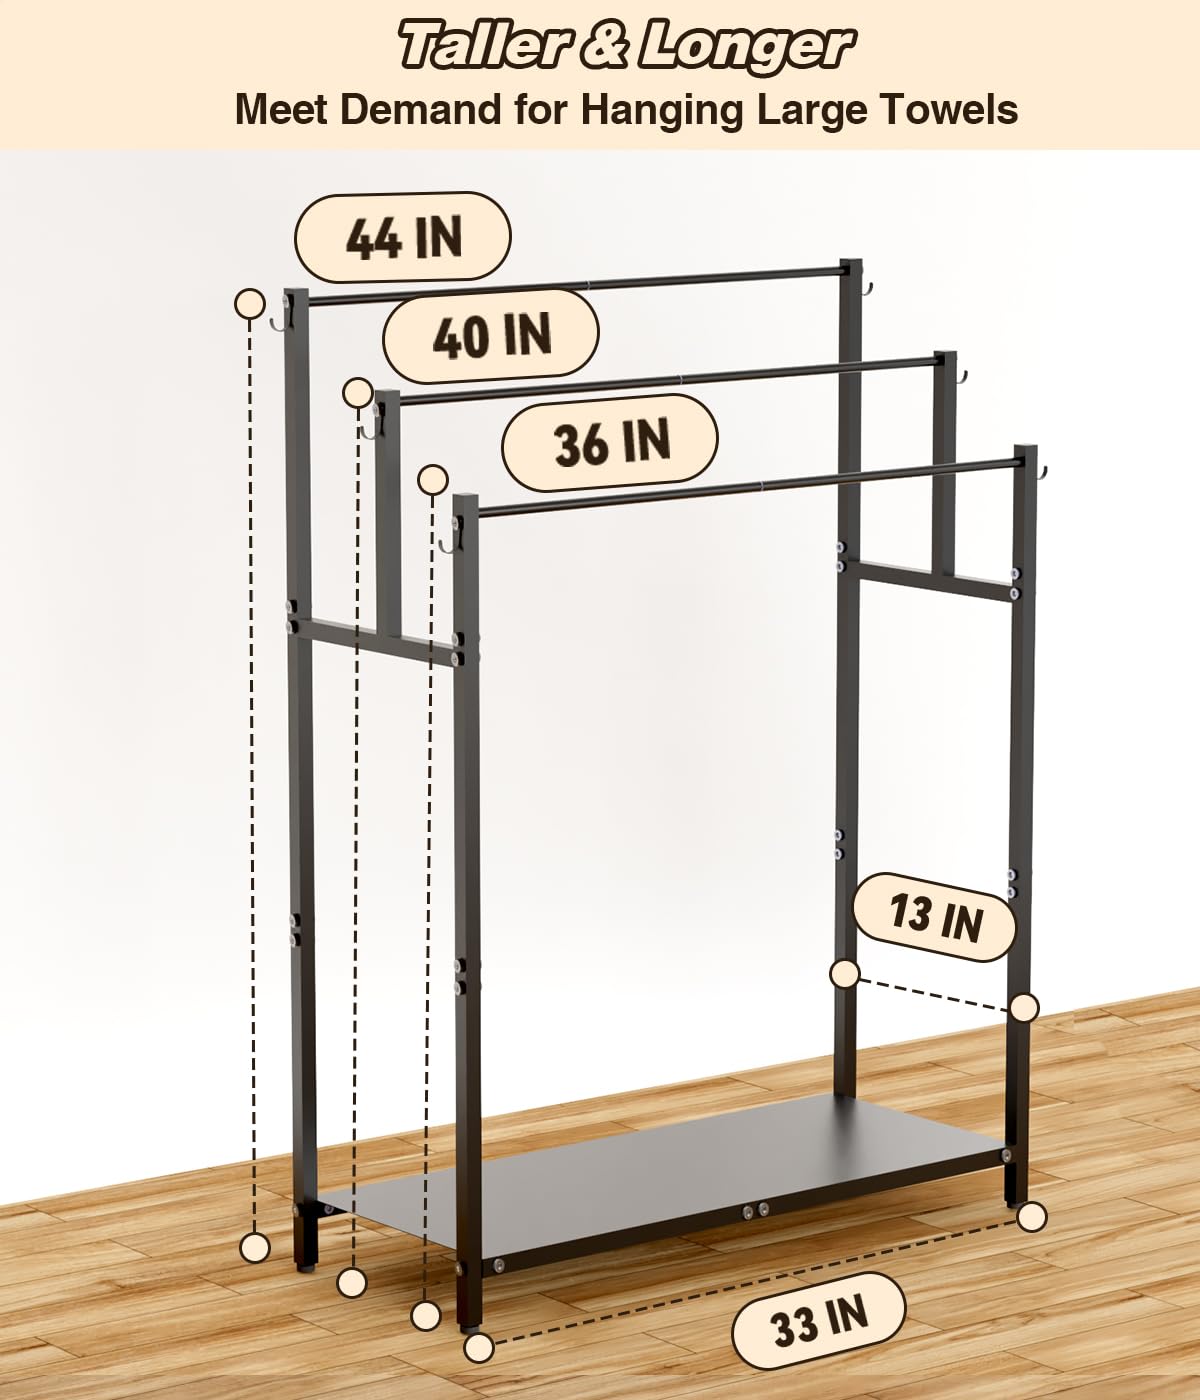 Taller & Longer
Meet Demand for Hanging Large Towels
44 IN
40 IN
36 IN
13 IN
33 IN